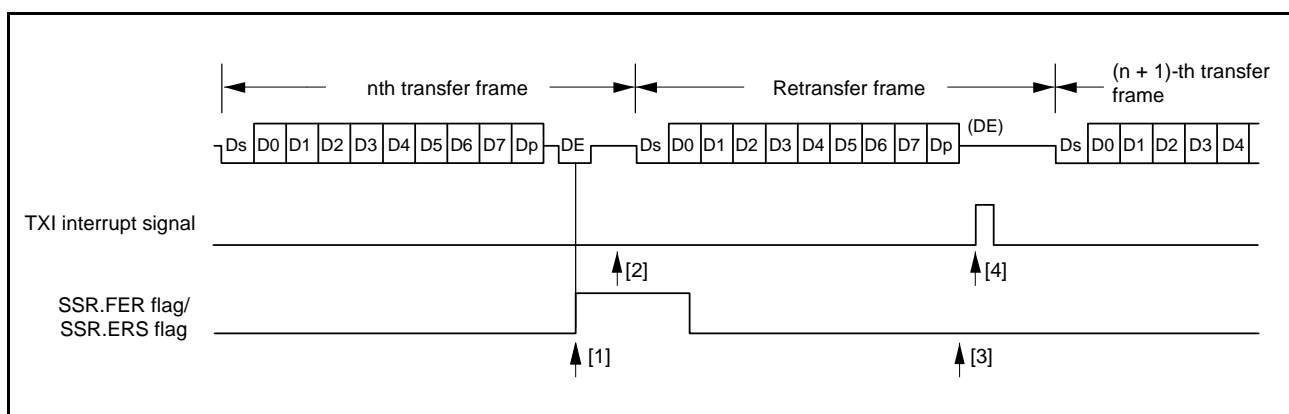 nth transfer frame
Retransfer frame
(n + 1)-th transfer
frame
(DE)
Ds D0 D1 D2 D3 D4 D5 D6 D7 Dp DE Ds D0 D1 D2 D3 D4 D5 D6 D7 Dp Ds D0 D1 D2 D3 D4
TXI interrupt signal
[2]
[4]
SSR.FER flag/
SSR.ERS flag
[1]
[3]